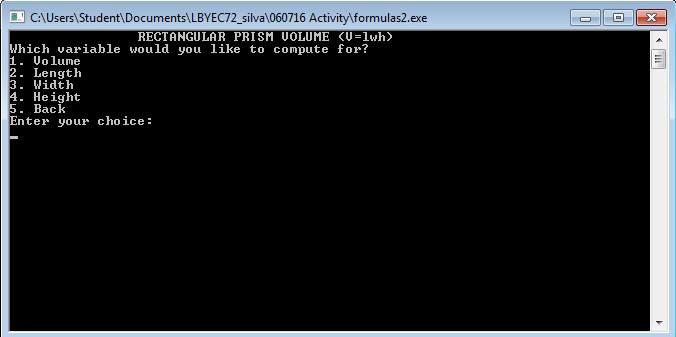 C:\Users\Student\Documents\LBYEC72_silva\060716 Activity\formulas2.exe
RECTANGULAR PRISM VOLUME (V=lwh)
Which variable would you like to compute for?
1. Volume
2. Length
3. Width
4. Height
5. Back
Enter your choice: